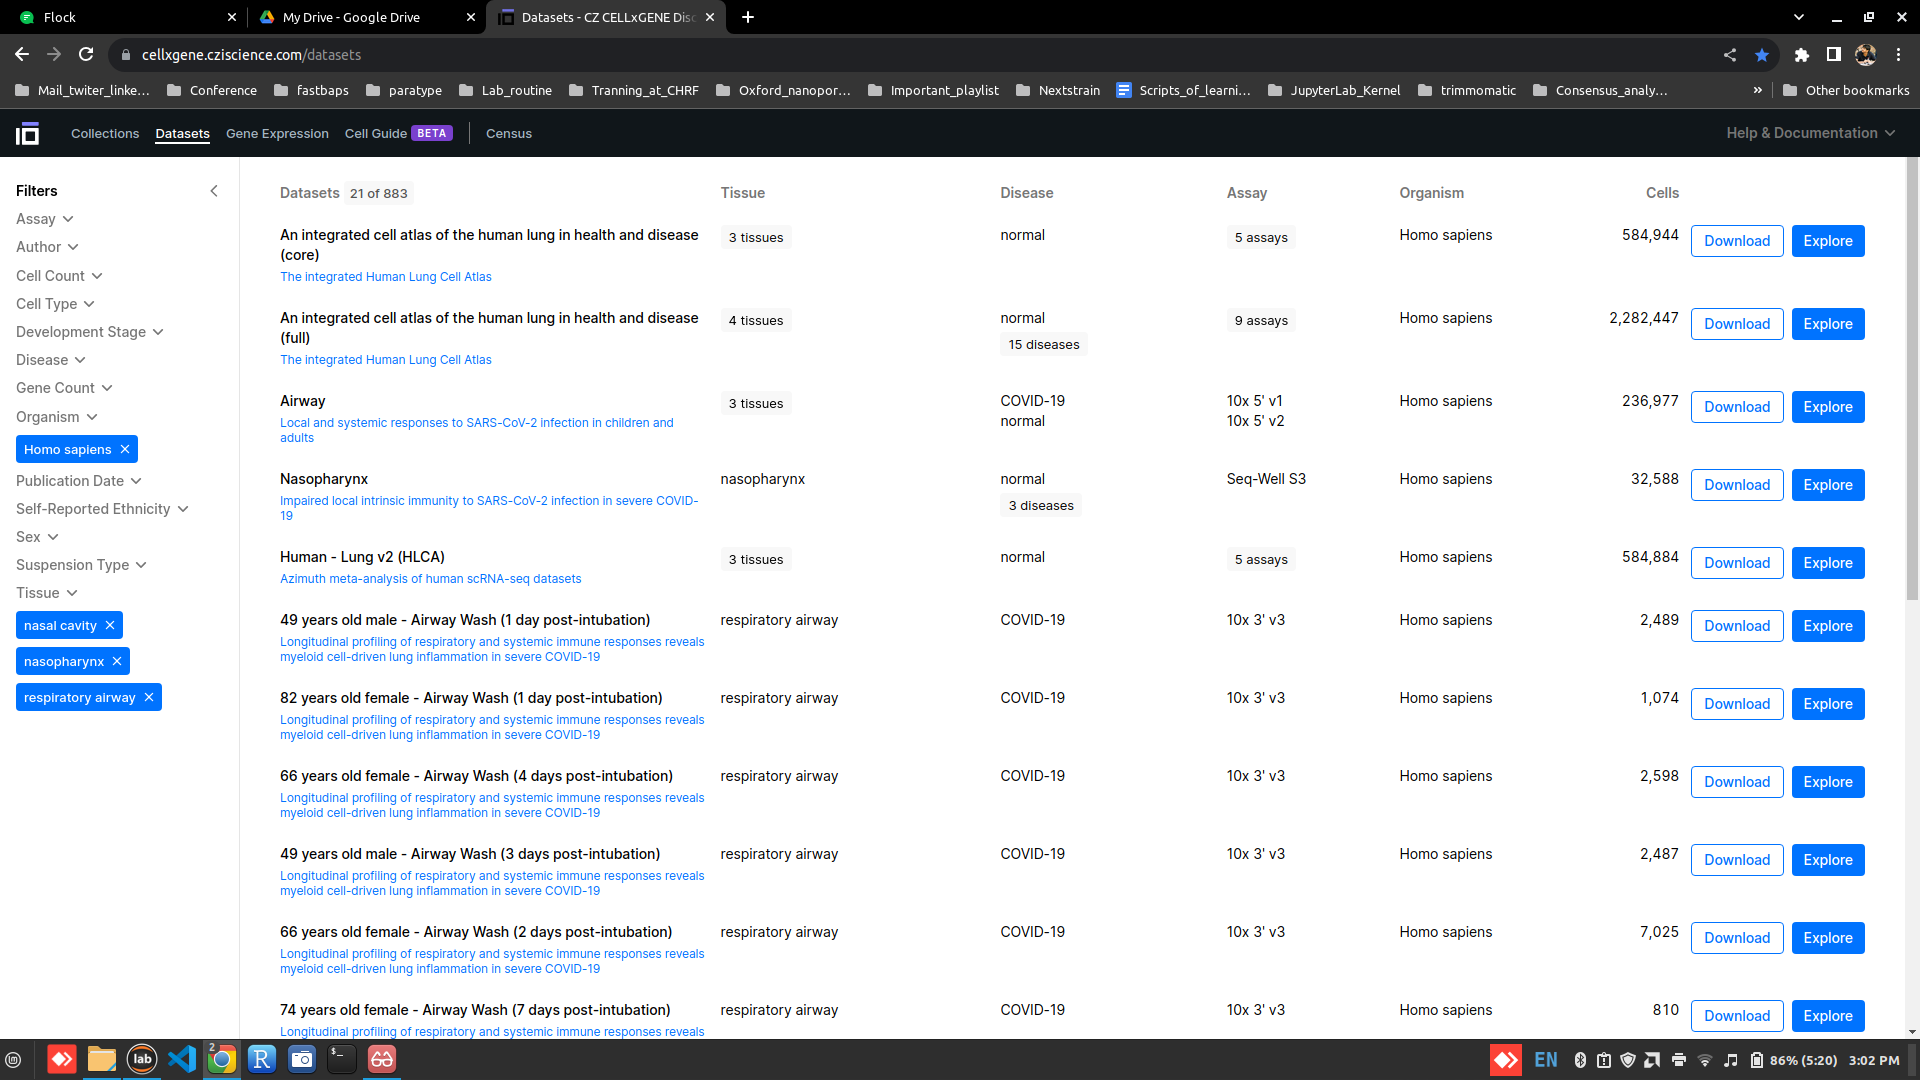 Flock
My Drive - Google Drive
Datasets - CZ CELLxGENE Disc
cellxgene.cziscience.com/datasets
Mail_twiter_linke...
Conference
fastbaps
paratype
Lab_routine
Tranning_at_CHRF
Oxford_nanopor...
Important_playlist
Nextstrain
Scripts_of_learni...
JupyterLab_Kernel
trimmomatic
Consensus_analy...
»
Other bookmarks
Collections
Datasets
Gene Expression
Cell Guide BETA
Census
Help & Documentation
Filters
Assay
Author
Cell Count
Cell Type
Development Stage
Disease
Gene Count
Organism
Homo sapiens
Publication Date
Self-Reported Ethnicity
Sex
Suspension Type
Tissue
nasal cavity
nasopharynx
respiratory airway
Datasets 21 of 883 Tissue Disease Assay Organism Cells
An integrated cell atlas of the human lung in health and disease 3 tissues normal 5 assays Homo sapiens 584,944 Download Explore
(core)
The integrated Human Lung Cell Atlas
An integrated cell atlas of the human lung in health and disease 4 tissues normal 9 assays Homo sapiens 2,282,447 Download Explore
(full) 15 diseases
The integrated Human Lung Cell Atlas
Airway 3 tissues COVID-19 10x 5' v1 Homo sapiens 236,977 Download Explore
Local and systemic responses to SARS-CoV-2 infection in children and normal 10x 5' v2
adults
Nasopharynx nasopharynx normal Seq-Well S3 Homo sapiens 32,588 Download Explore
Impaired local intrinsic immunity to SARS-CoV-2 infection in severe COVID- 3 diseases
19
Human - Lung v2 (HLCA) 3 tissues normal 5 assays Homo sapiens 584,884 Download Explore
Azimuth meta-analysis of human scRNA-seq datasets
49 years old male - Airway Wash (1 day post-intubation) respiratory airway COVID-19 10x 3' v3 Homo sapiens 2,489 Download Explore
Longitudinal profiling of respiratory and systemic immune responses reveals
myeloid cell-driven lung inflammation in severe COVID-19
82 years old female - Airway Wash (1 day post-intubation) respiratory airway COVID-19 10x 3' v3 Homo sapiens 1,074 Download Explore
Longitudinal profiling of respiratory and systemic immune responses reveals
myeloid cell-driven lung inflammation in severe COVID-19
66 years old female - Airway Wash (4 days post-intubation) respiratory airway COVID-19 10x 3' v3 Homo sapiens 2,598 Download Explore
Longitudinal profiling of respiratory and systemic immune responses reveals
myeloid cell-driven lung inflammation in severe COVID-19
49 years old male - Airway Wash (3 days post-intubation) respiratory airway COVID-19 10x 3' v3 Homo sapiens 2,487 Download Explore
Longitudinal profiling of respiratory and systemic immune responses reveals
myeloid cell-driven lung inflammation in severe COVID-19
66 years old female - Airway Wash (2 days post-intubation) respiratory airway COVID-19 10x 3' v3 Homo sapiens 7,025 Download Explore
Longitudinal profiling of respiratory and systemic immune responses reveals
myeloid cell-driven lung inflammation in severe COVID-19
74 years old female - Airway Wash (7 days post-intubation) respiratory airway COVID-19 10x 3' v3 Homo sapiens 810 Download Explore
Longitudinal profiling of respiratory and systemic immune responses reveals
lab
2
R
$_
EN
86% (5:20)
3:02 PM